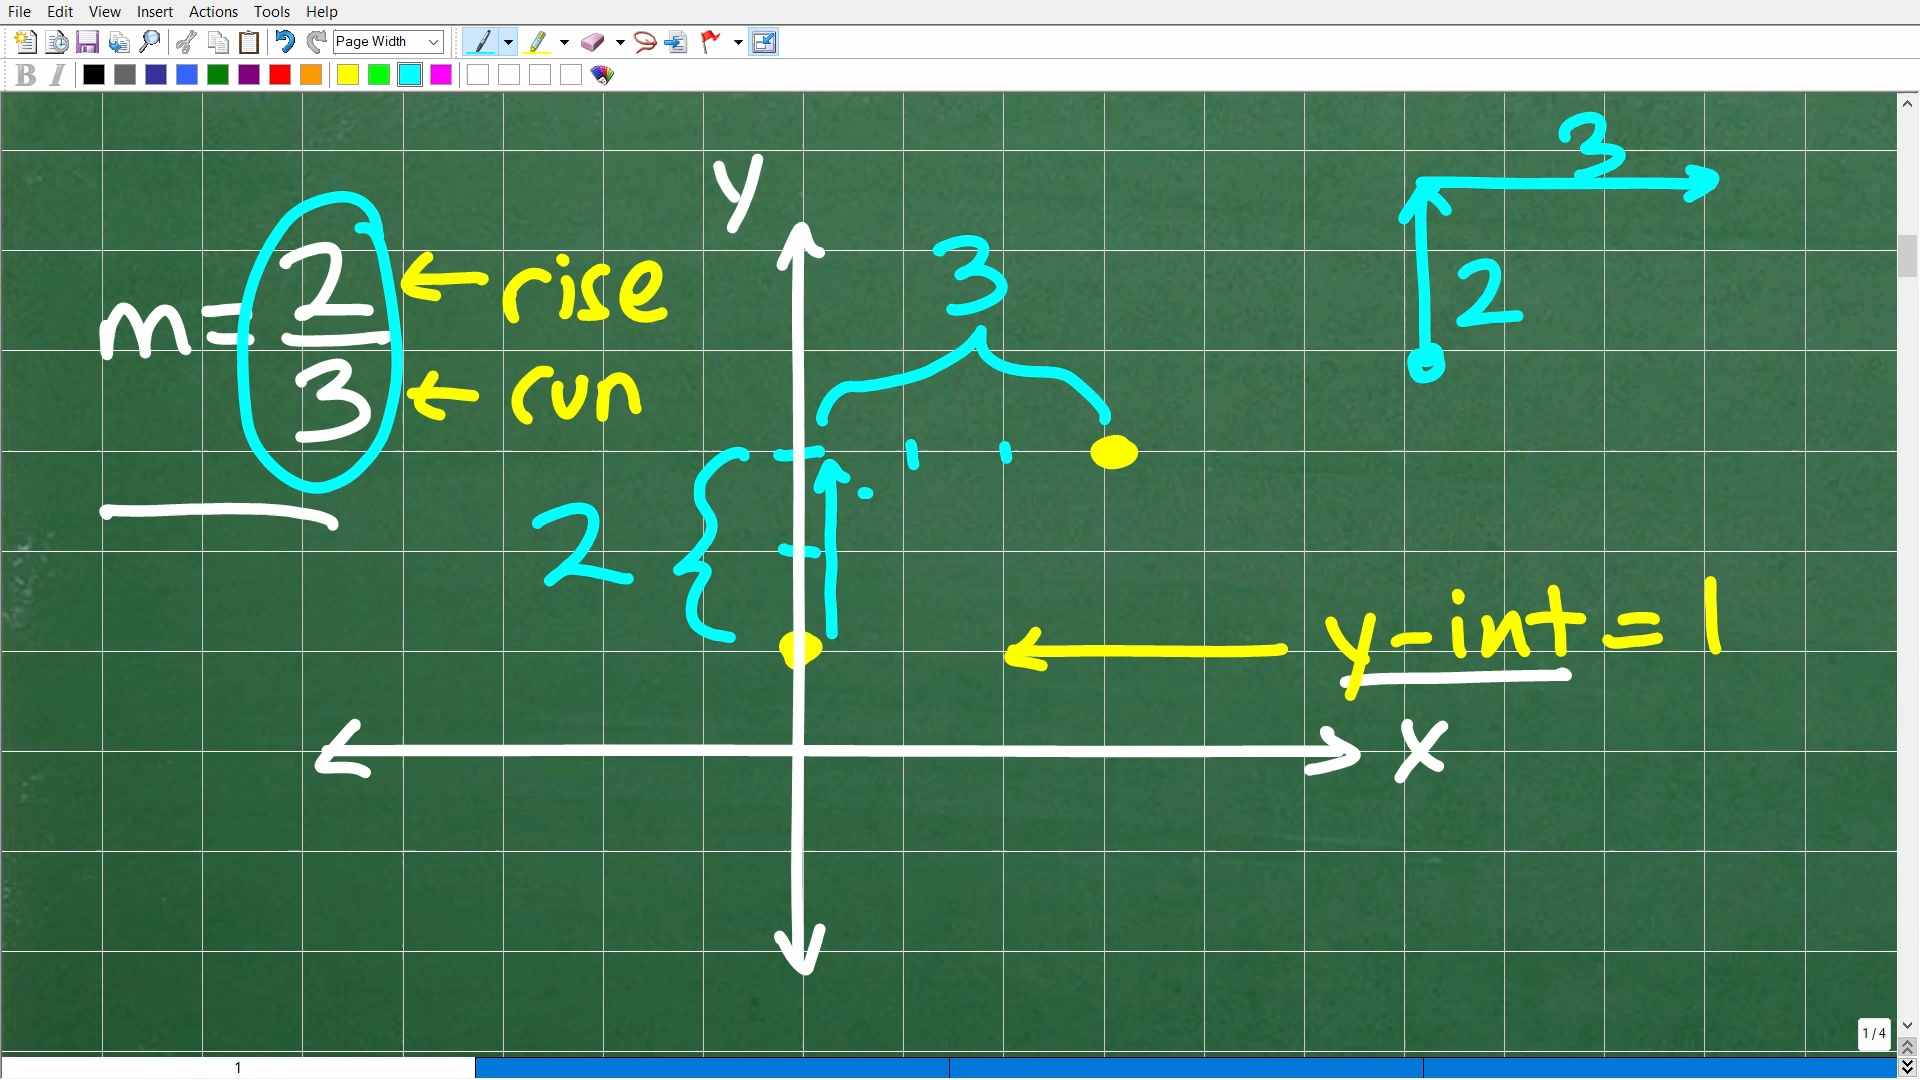 File Edit View Insert Actions Tools Help
Page Width
B I
3
y
3
m = 2/3
← rise
← run
2
2
y-int = 1
x
1 / 4
1